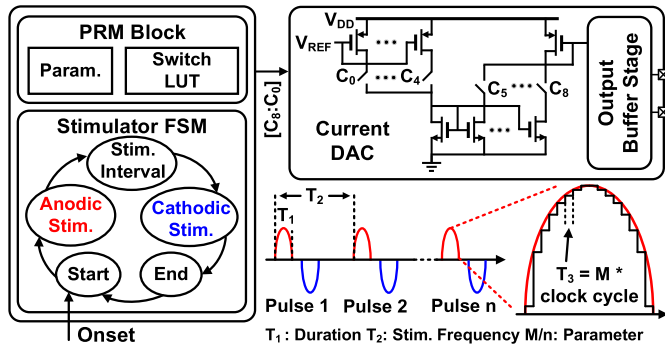 PRM Block
Param.
Switch
LUT
Stimulator FSM
Stim.
Interval
Anodic
Stim.
Cathodic
Stim.
Start
End
Onset
[C8:C0]
VDD
VREF
C0
C4
C5
C8
Current
DAC
Output
Buffer Stage
T2
T1
Pulse 1
Pulse 2
Pulse n
T3 = M *
clock cycle
T1 : Duration T2: Stim. Frequency M/n: Parameter